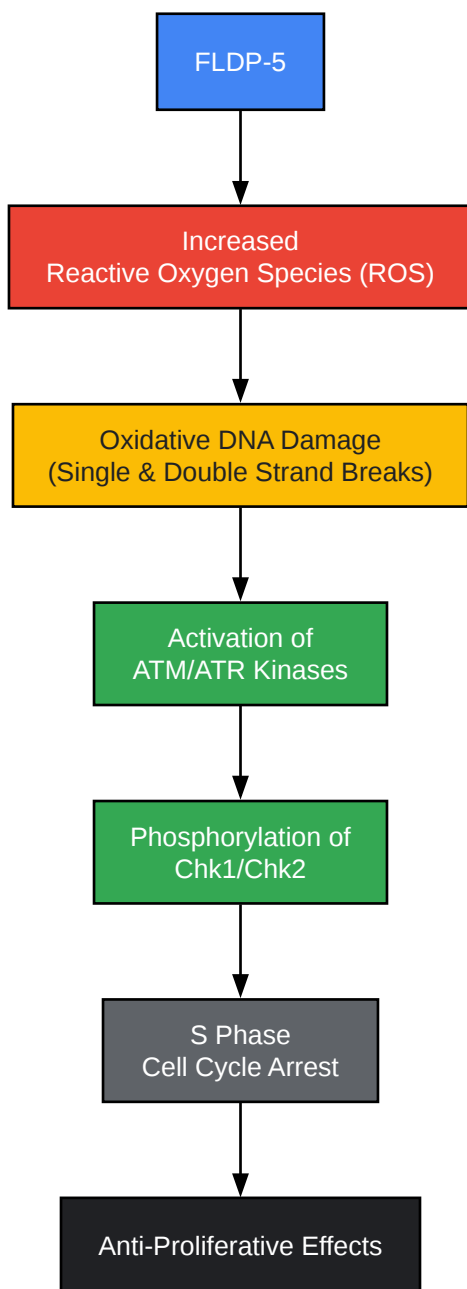 FLDP-5
Increased
Reactive Oxygen Species (ROS)
Oxidative DNA Damage
(Single & Double Strand Breaks)
Activation of
ATM/ATR Kinases
Phosphorylation of
Chk1/Chk2
S Phase
Cell Cycle Arrest
Anti-Proliferative Effects